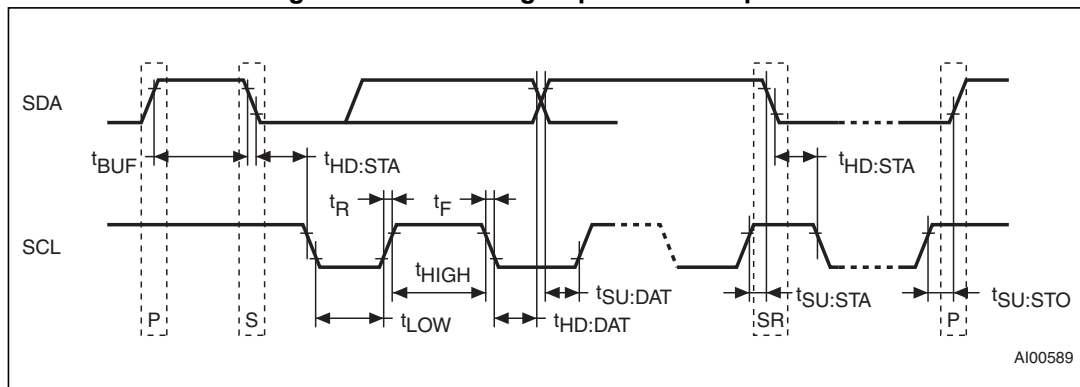 SDA
tBUF
tHD:STA
tHD:STA
tR
tF
SCL
tHIGH
tSU:DAT
tSU:STA
tSU:STO
tLOW
tHD:DAT
P
S
SR
P
AI00589